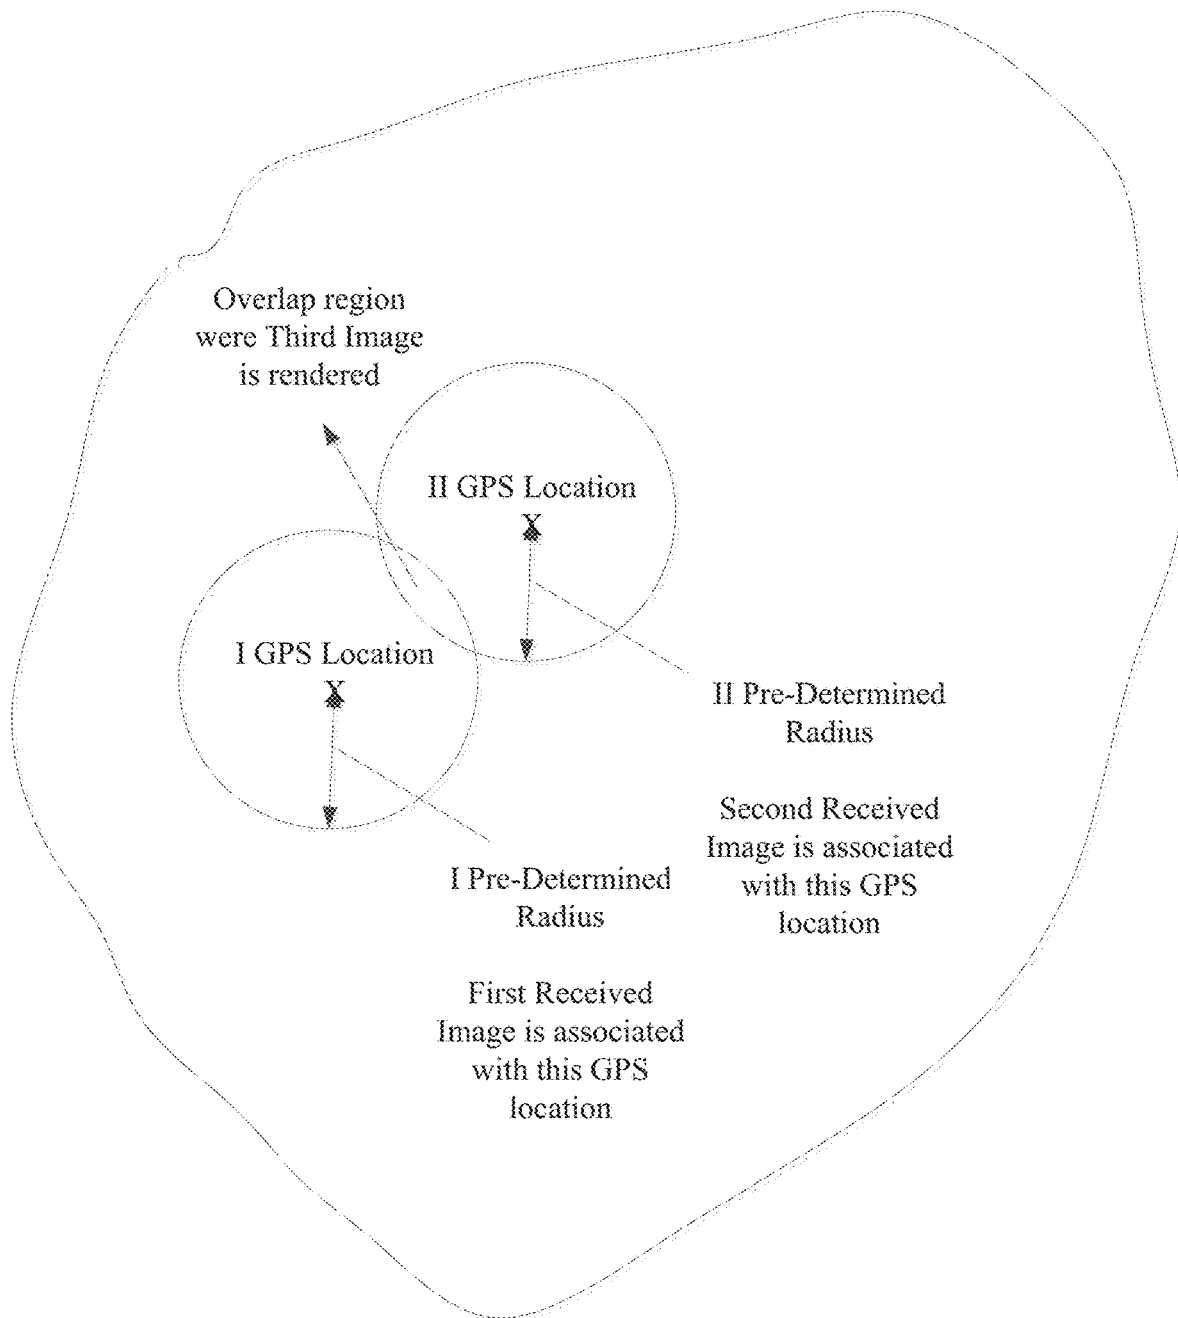 Overlap region
were Third Image
is rendered
II GPS Location
X
I GPS Location
X
II Pre-Determined
Radius
Second Received
Image is associated
with this GPS
location
I Pre-Determined
Radius
First Received
Image is associated
with this GPS
location